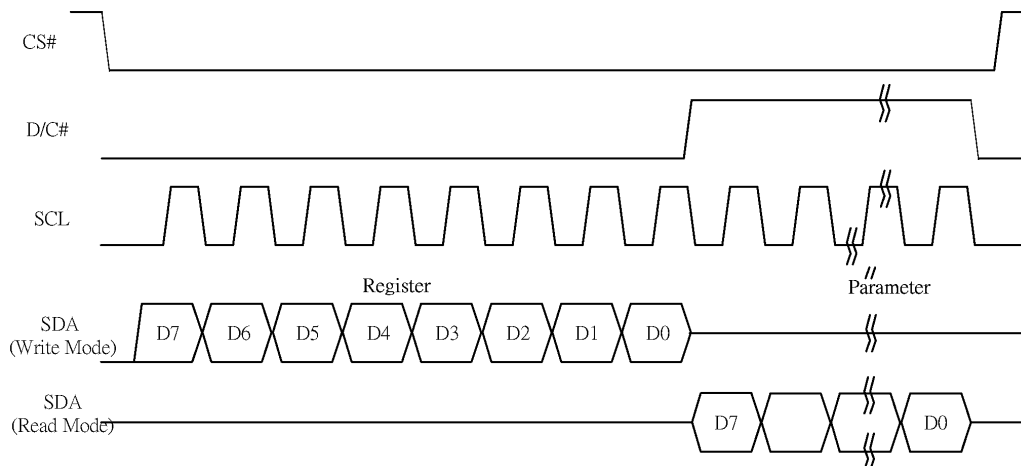 CS#
D/C#
SCL
Register
Parameter
SDA
(Write Mode)
D7 D6 D5 D4 D3 D2 D1 D0
SDA
(Read Mode)
D7 D0